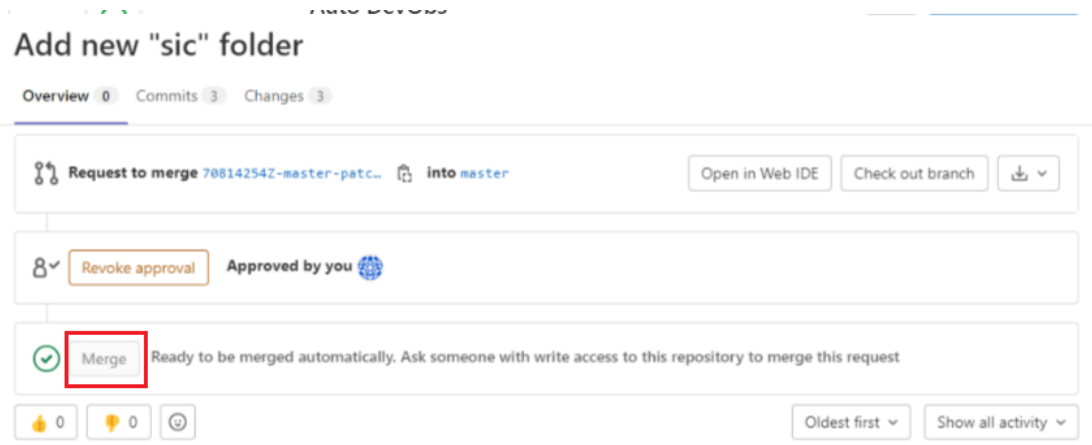 Auto DevObs
Add new "sic" folder
Overview 0 Commits 3 Changes 3
Request to merge 70814254Z-master-patc… into master Open in Web IDE Check out branch
Revoke approval Approved by you
Merge Ready to be merged automatically. Ask someone with write access to this repository to merge this request
0 0 Oldest first Show all activity